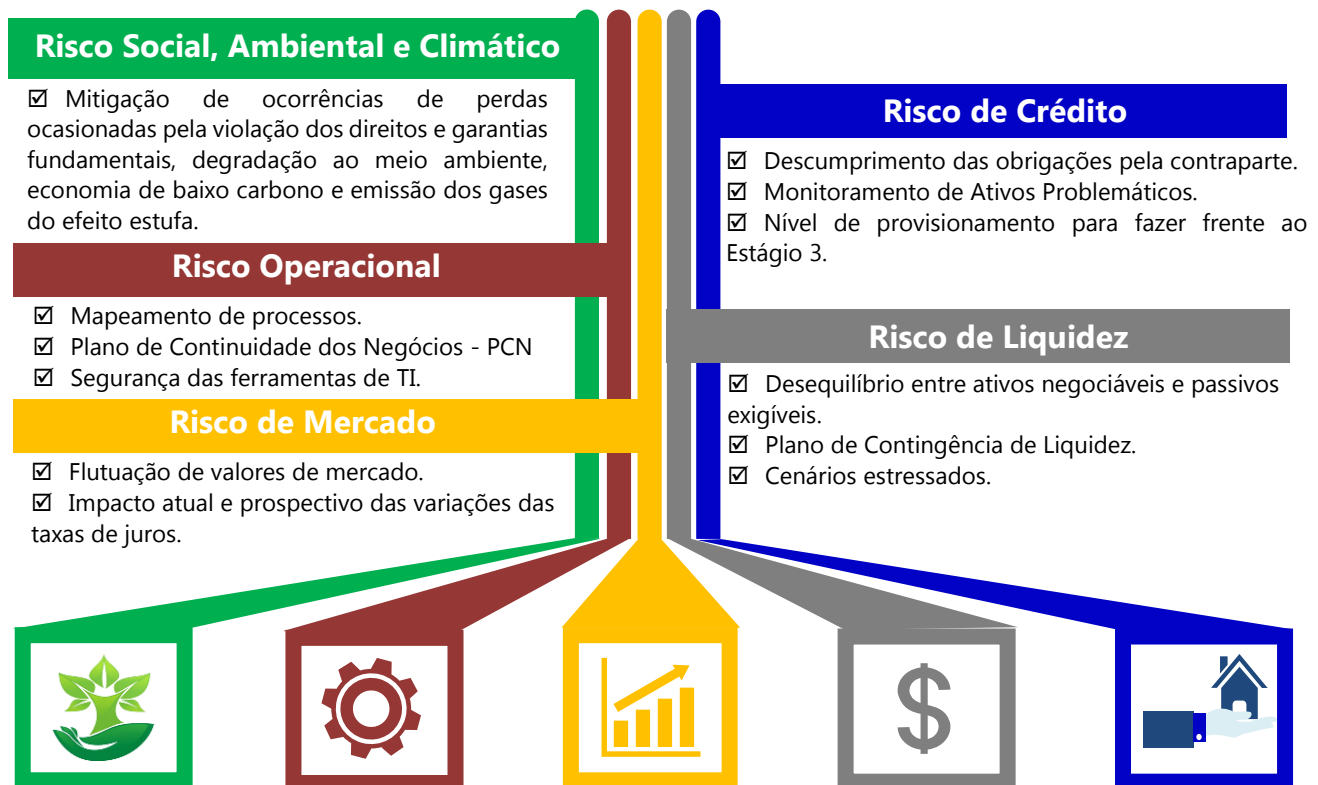 Risco Social, Ambiental e Climático
☑ Mitigação de ocorrências de perdas
ocasionadas pela violação dos direitos e garantias
fundamentais, degradação ao meio ambiente,
economia de baixo carbono e emissão dos gases
do efeito estufa.
Risco Operacional
☑ Mapeamento de processos.
☑ Plano de Continuidade dos Negócios - PCN
☑ Segurança das ferramentas de TI.
Risco de Mercado
☑ Flutuação de valores de mercado.
☑ Impacto atual e prospectivo das variações das
taxas de juros.
Risco de Crédito
☑ Descumprimento das obrigações pela contraparte.
☑ Monitoramento de Ativos Problemáticos.
☑ Nível de provisionamento para fazer frente ao
Estágio 3.
Risco de Liquidez
☑ Desequilíbrio entre ativos negociáveis e passivos
exigíveis.
☑ Plano de Contingência de Liquidez.
☑ Cenários estressados.
$